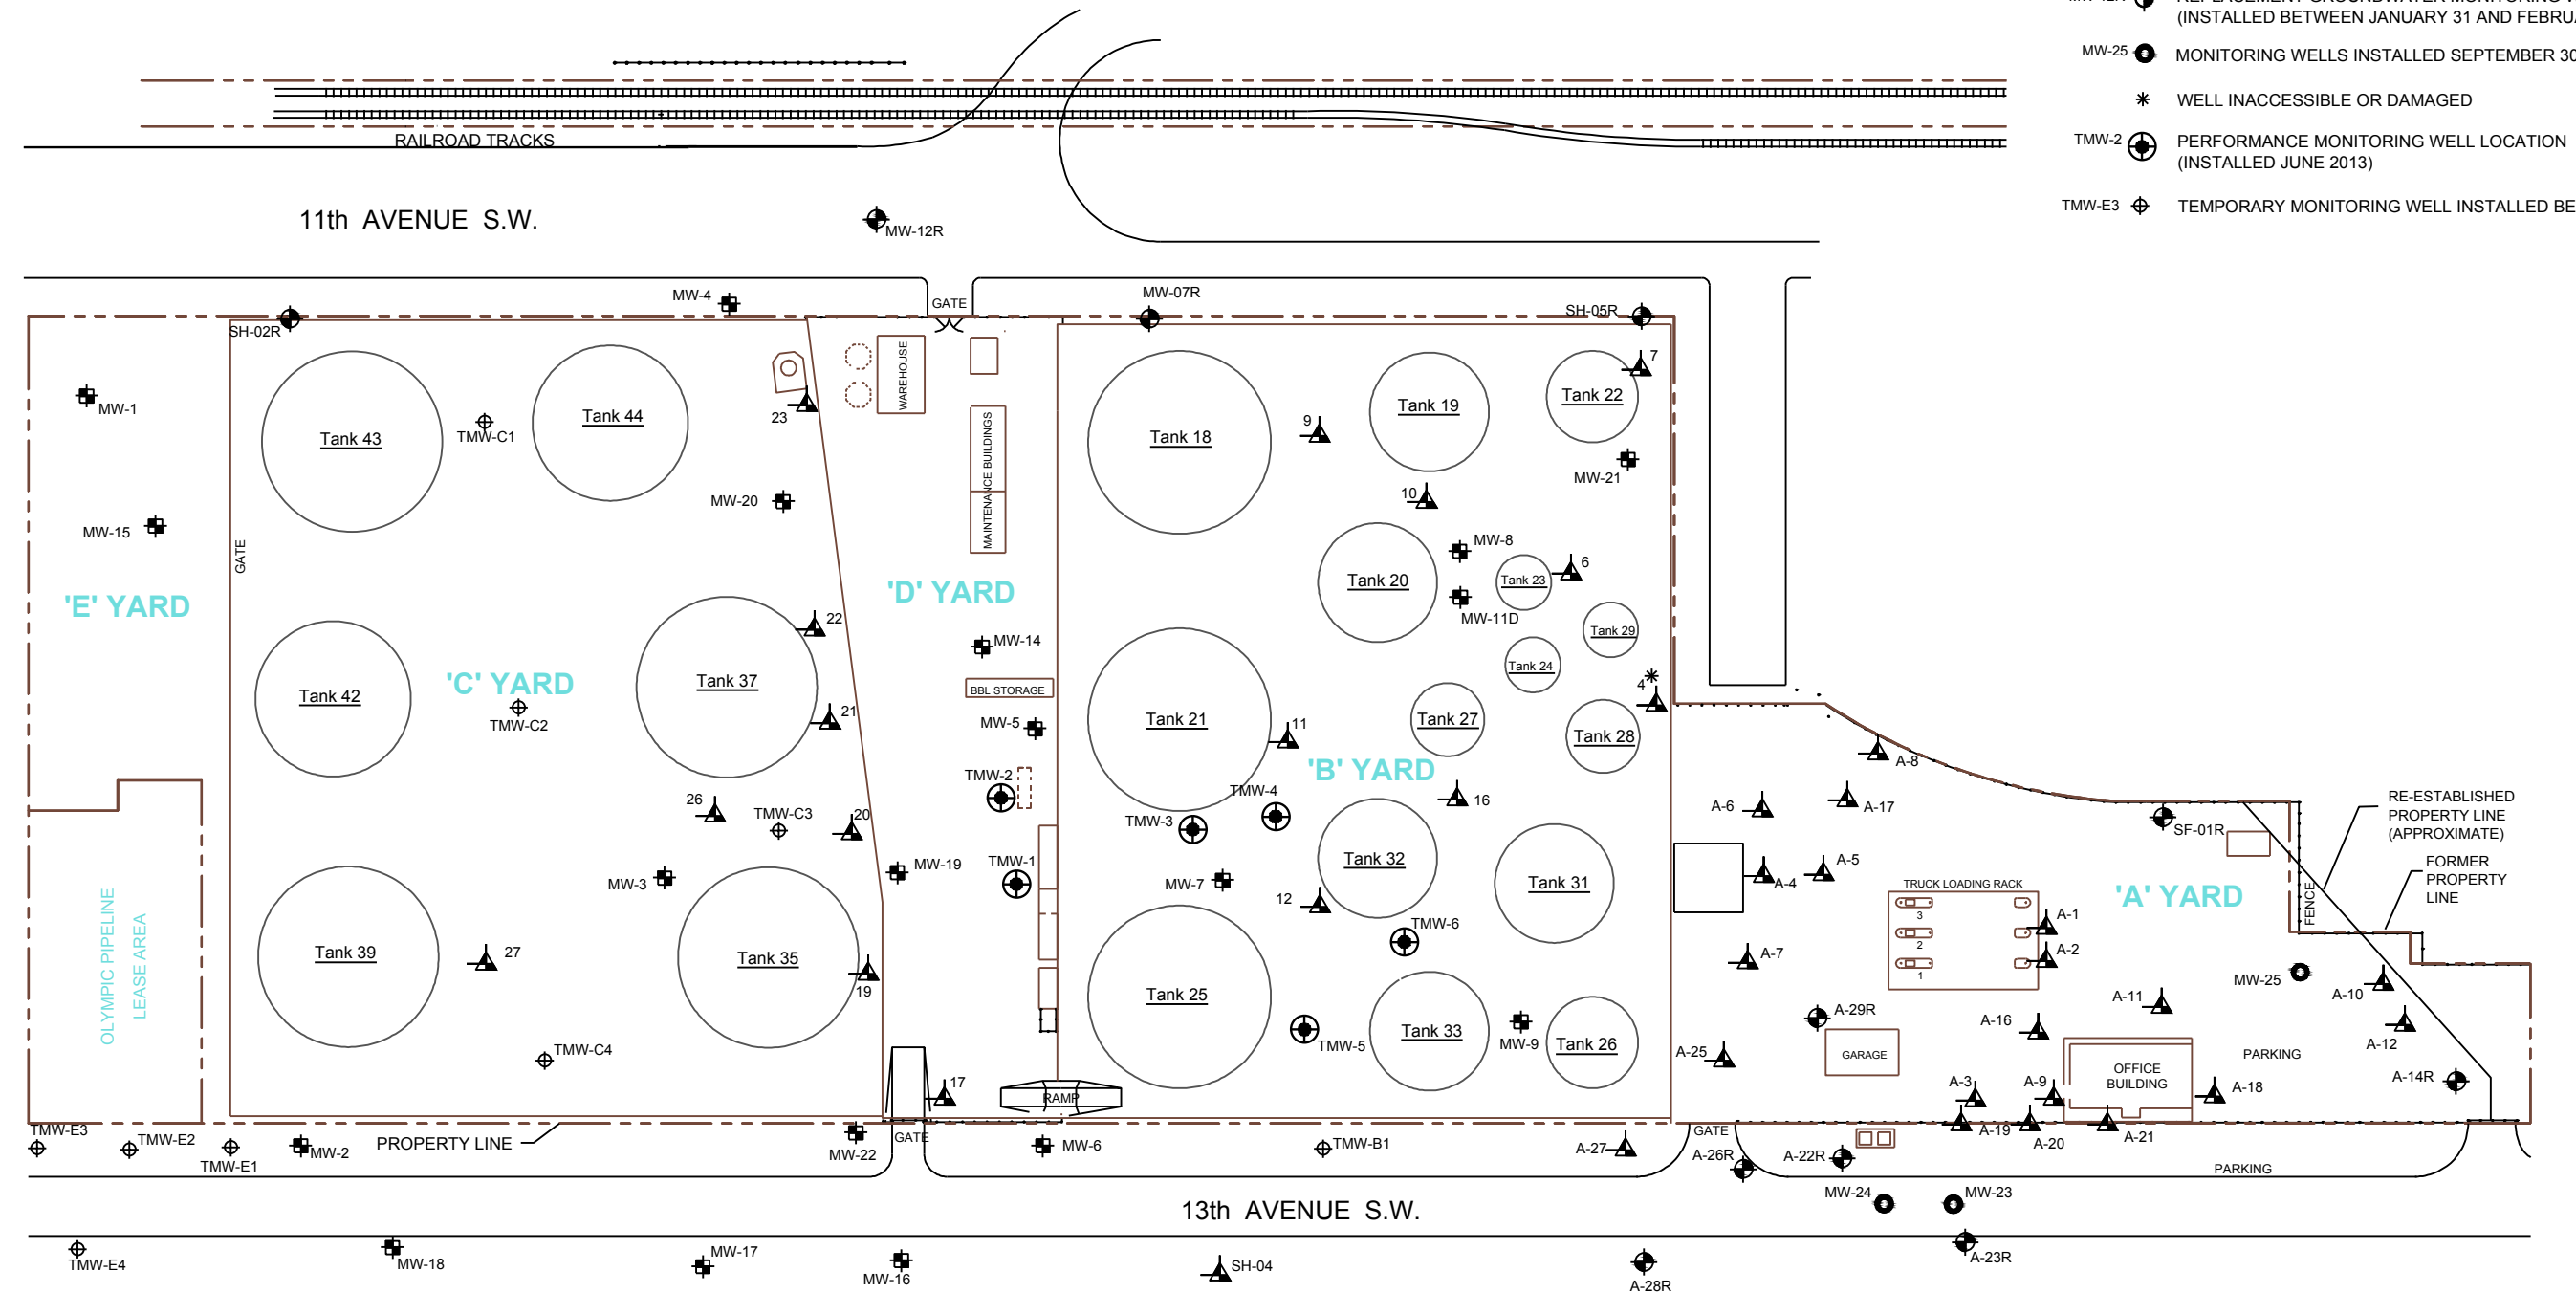 (INSTALLED BETWEEN JANUARY 31 AND
MW-25 MONITORING WELLS INSTALLED SEPTEMBER 30
WELL INACCESSIBLE OR DAMAGED
TMW-2 PERFORMANCE MONITORING WELL LOCATION
(INSTALLED JUNE 2013)
TMW-E3 TEMPORARY MONITORING WELL INSTALLED
RAILROAD TRACKS
11th AVENUE S.W.
MW-12R
MW-4
GATE
MW-07R
SH-02R
SH-05R
7
WAREHOUSE
MW-1
Tank 43
TMW-C1
Tank 44
23
Tank 18
9
Tank 19
Tank 22
MW-21
MAINTENANCE BUILDINGS
MW-20
10
MW-15
GATE
MW-8
6
Tank 20
Tank 23
'E' YARD
'D' YARD
MW-11D
22
Tank 29
MW-14
Tank 24
'C' YARD
Tank 42
Tank 37
BBL STORAGE
4
TMW-C2
21
MW-5
Tank 21
11
Tank 27
Tank 28
A-8
'B' YARD
TMW-2
TMW-4
16
26
TMW-C3
20
TMW-3
A-6
A-17
RE-ESTABLISHED
PROPERTY LINE
(APPROXIMATE)
SF-01R
FORMER
PROPERTY
LINE
MW-3
MW-19
TMW-1
MW-7
Tank 32
Tank 31
A-4
A-5
TRUCK LOADING RACK
'A' YARD
FENCE
OLYMPIC PIPELINE
LEASE AREA
12
3
A-1
TMW-6
2
A-2
1
Tank 39
27
Tank 35
19
A-7
MW-25
A-10
Tank 25
A-11
A-29R
A-16
A-12
TMW-C4
TMW-5
Tank 33
MW-9
Tank 26
A-25
GARAGE
PARKING
OFFICE
BUILDING
A-14R
17
RAMP
A-3
A-9
A-18
TMW-E3
TMW-E2
TMW-E1
MW-2
PROPERTY LINE
MW-22
GATE
MW-6
TMW-B1
A-27
GATE
A-26R
A-22R
A-19
A-20
A-21
PARKING
MW-24
MW-23
13th AVENUE S.W.
TMW-E4
MW-18
MW-17
MW-16
SH-04
A-28R
A-23R